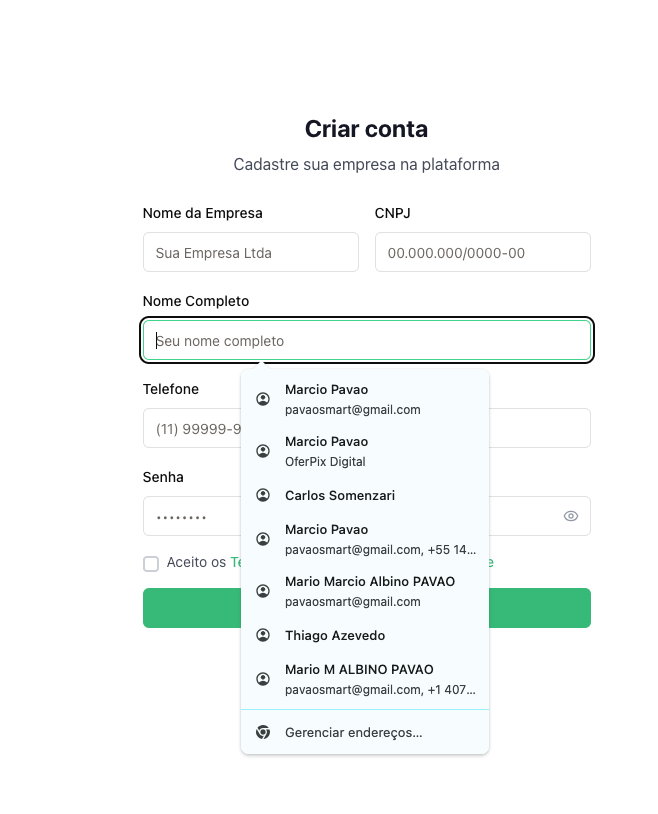 Criar conta
Cadastre sua empresa na plataforma
Nome da Empresa
CNPJ
Sua Empresa Ltda
00.000.000/0000-00
Nome Completo
Seu nome completo
Telefone
(11) 99999-9
Senha
••••••••
Aceito os Te
e
Marcio Pavao
pavaosmart@gmail.com
Marcio Pavao
OferPix Digital
Carlos Somenzari
Marcio Pavao
pavaosmart@gmail.com, +55 14...
Mario Marcio Albino PAVAO
pavaosmart@gmail.com
Thiago Azevedo
Mario M ALBINO PAVAO
pavaosmart@gmail.com, +1 407...
Gerenciar endereços...